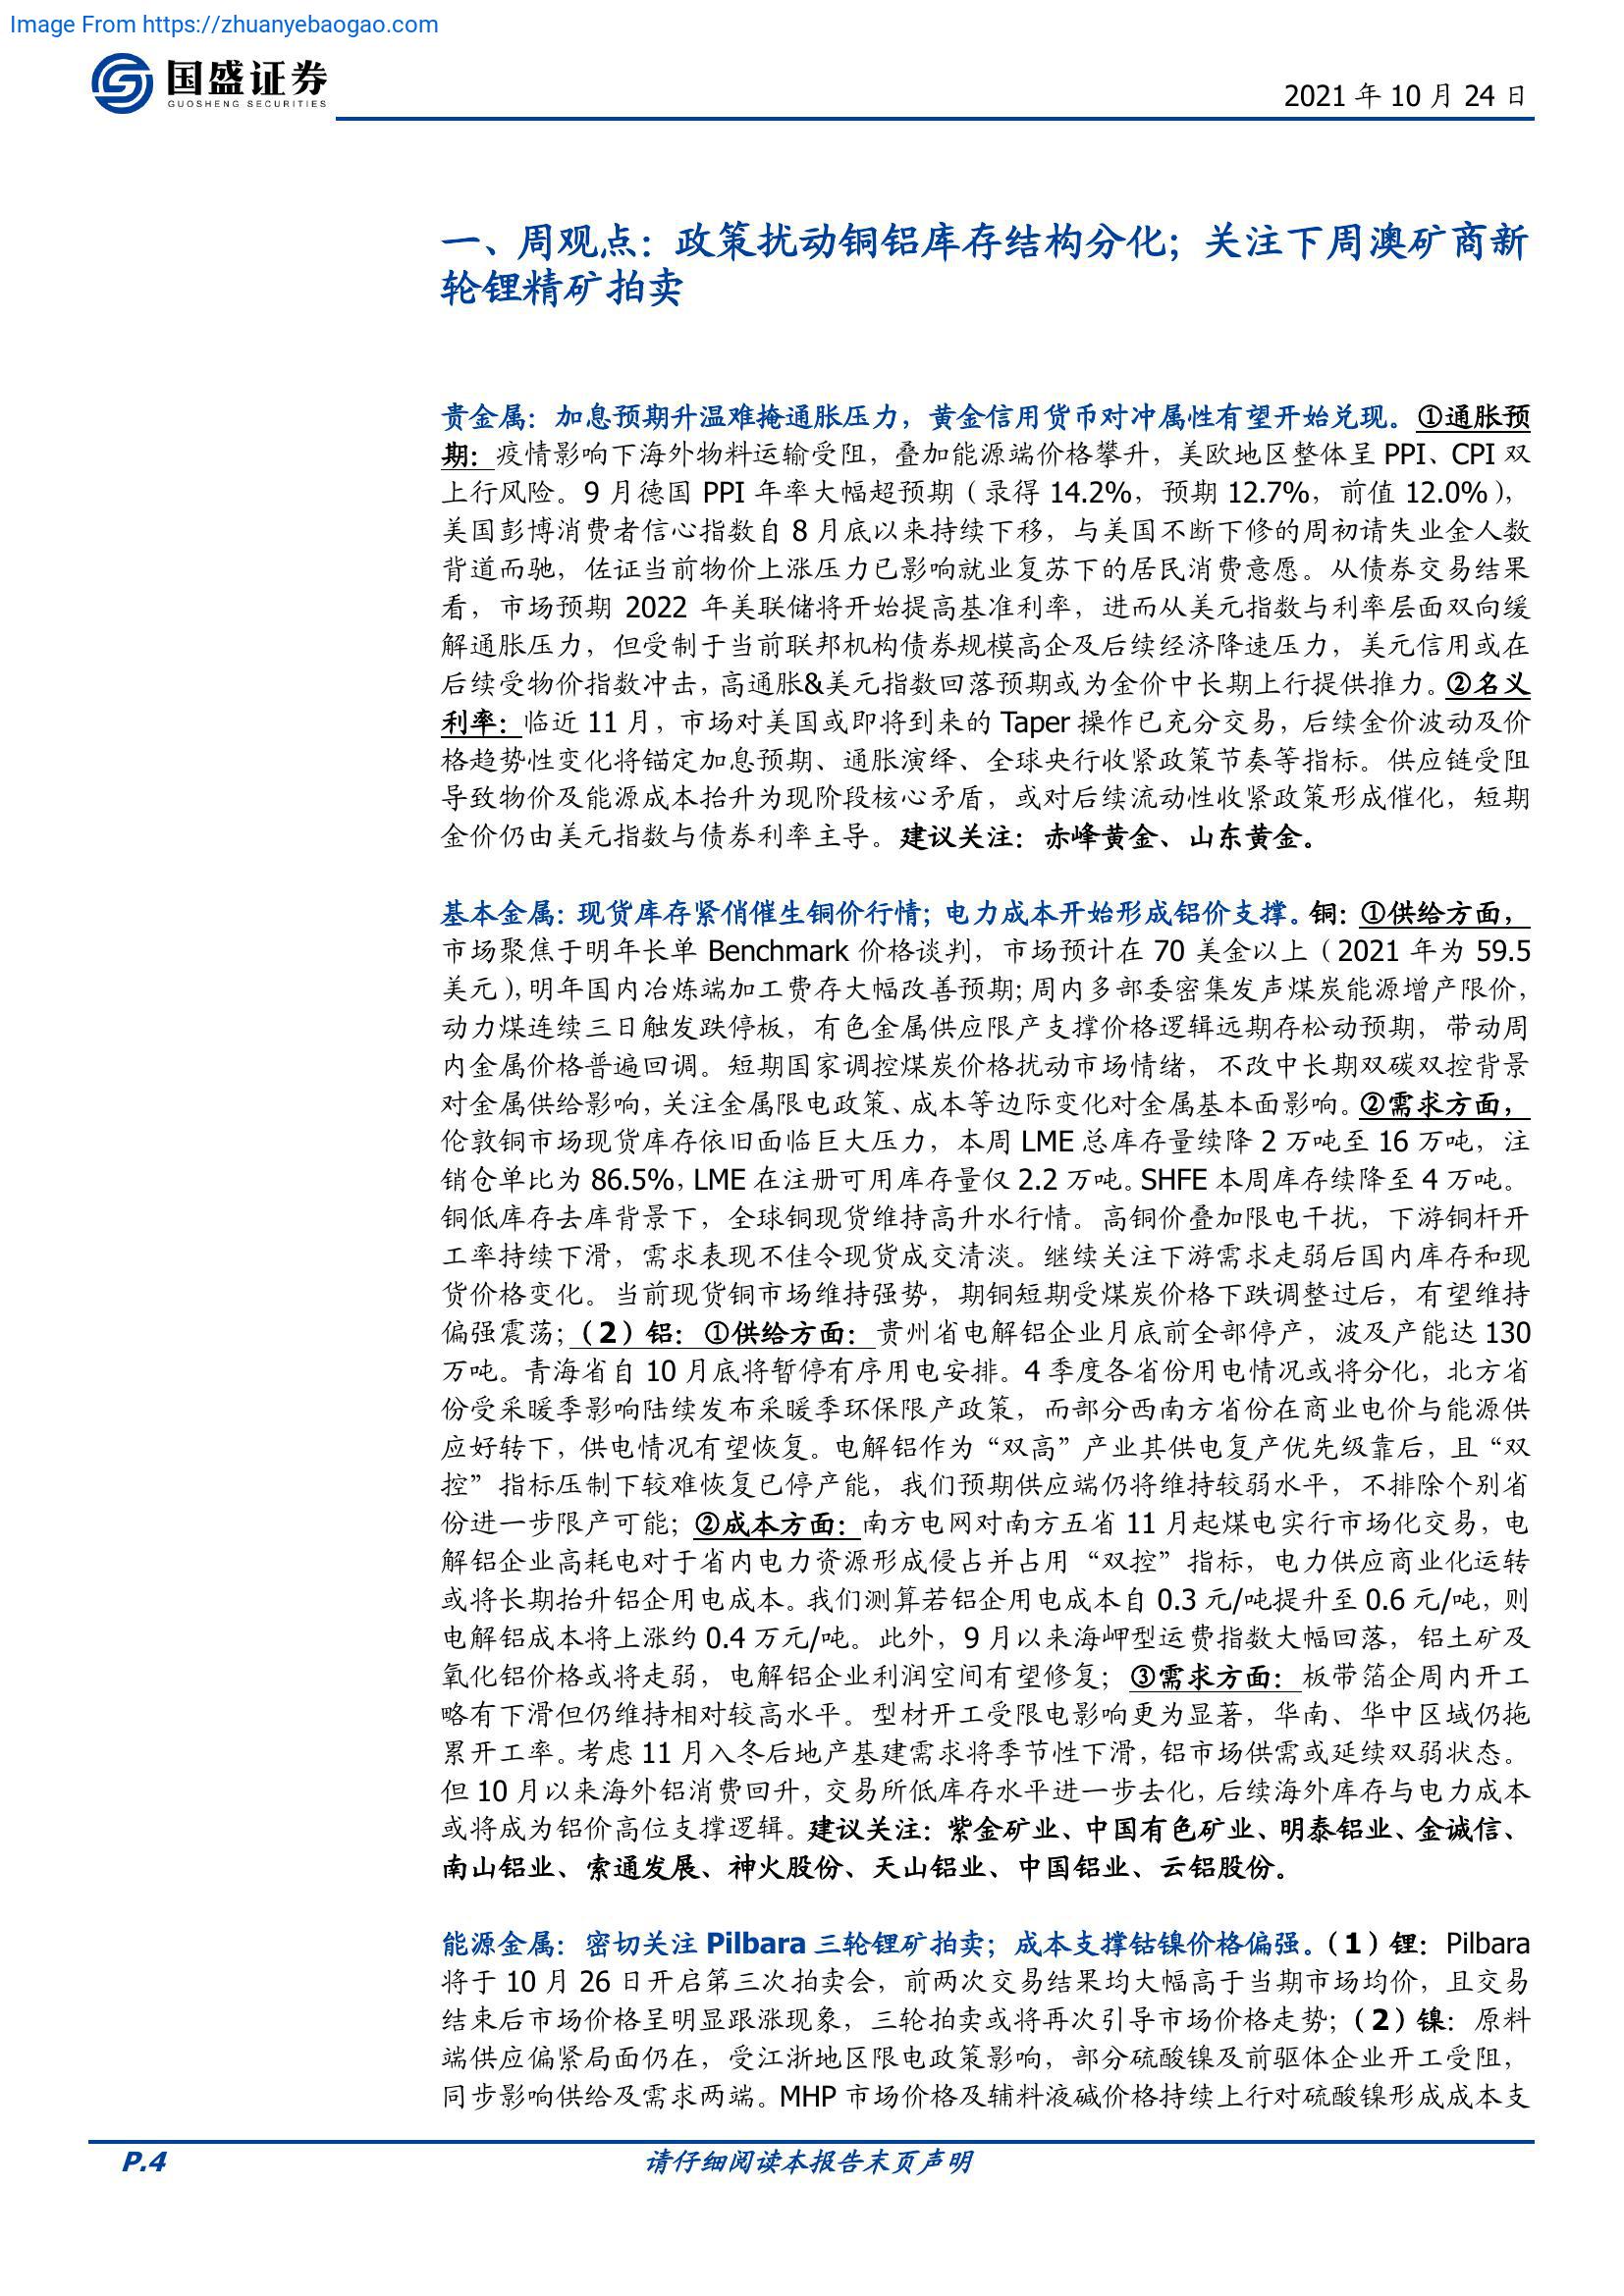 Image From https://zhuanyebaogao.com
国盛证券
GUOSHENG SECURITIES
2021 年 10 月 24 日
一、周观点：政策扰动铜铝库存结构分化；关注下周澳矿商新
轮锂精矿拍卖
贵金属：加息预期升温难掩通胀压力，黄金信用货币对冲属性有望开始兑现。①通胀预
期：疫情影响下海外物料运输受阻，叠加能源端价格攀升，美欧地区整体呈 PPI、CPI 双
上行风险。9 月德国 PPI 年率大幅超预期（录得 14.2%，预期 12.7%，前值 12.0%），
美国彭博消费者信心指数自 8 月底以来持续下移，与美国不断下修的周初请失业金人数
背道而驰，佐证当前物价上涨压力已影响就业复苏下的居民消费意愿。从债券交易结果
看，市场预期 2022 年美联储将开始提高基准利率，进而从美元指数与利率层面双向缓
解通胀压力，但受制于当前联邦机构债券规模高企及后续经济降速压力，美元信用或在
后续受物价指数冲击，高通胀&美元指数回落预期或为金价中长期上行提供推力。②名义
利率：临近 11 月，市场对美国或即将到来的 Taper 操作已充分交易，后续金价波动及价
格趋势性变化将锚定加息预期、通胀演绎、全球央行收紧政策节奏等指标。供应链受阻
导致物价及能源成本抬升为现阶段核心矛盾，或对后续流动性收紧政策形成催化，短期
金价仍由美元指数与债券利率主导。建议关注：赤峰黄金、山东黄金。
基本金属：现货库存紧俏催生铜价行情；电力成本开始形成铝价支撑。铜：①供给方面，
市场聚焦于明年长单 Benchmark 价格谈判，市场预计在 70 美金以上（2021 年为 59.5
美元），明年国内冶炼端加工费存大幅改善预期；周内多部委密集发声煤炭能源增产限价，
动力煤连续三日触发跌停板，有色金属供应限产支撑价格逻辑远期存松动预期，带动周
内金属价格普遍回调。短期国家调控煤炭价格扰动市场情绪，不改中长期双碳双控背景
对金属供给影响，关注金属限电政策、成本等边际变化对金属基本面影响。②需求方面，
伦敦铜市场现货库存依旧面临巨大压力，本周 LME 总库存量续降 2 万吨至 16 万吨，注
销仓单比为 86.5%，LME 在注册可用库存量仅 2.2 万吨。SHFE 本周库存续降至 4 万吨。
铜低库存去库背景下，全球铜现货维持高升水行情。高铜价叠加限电干扰，下游铜杆开
工率持续下滑，需求表现不佳令现货成交清淡。继续关注下游需求走弱后国内库存和现
货价格变化。当前现货铜市场维持强势，期铜短期受煤炭价格下跌调整过后，有望维持
偏强震荡；（2）铝：①供给方面：贵州省电解铝企业月底前全部停产，波及产能达 130
万吨。青海省自 10 月底将暂停有序用电安排。4 季度各省份用电情况或将分化，北方省
份受采暖季影响陆续发布采暖季环保限产政策，而部分西南方省份在商业电价与能源供
应好转下，供电情况有望恢复。电解铝作为“双高”产业其供电复产优先级靠后，且“双
控”指标压制下较难恢复已停产能，我们预期供应端仍将维持较弱水平，不排除个别省
份进一步限产可能；②成本方面：南方电网对南方五省 11 月起煤电实行市场化交易，电
解铝企业高耗电对于省内电力资源形成侵占并占用“双控”指标，电力供应商业化运转
或将长期抬升铝企用电成本。我们测算若铝企用电成本自 0.3 元/吨提升至 0.6 元/吨，则
电解铝成本将上涨约 0.4 万元/吨。此外，9 月以来海岬型运费指数大幅回落，铝土矿及
氧化铝价格或将走弱，电解铝企业利润空间有望修复；③需求方面：板带箔企周内开工
略有下滑但仍维持相对较高水平。型材开工受限电影响更为显著，华南、华中区域仍拖
累开工率。考虑 11 月入冬后地产基建需求将季节性下滑，铝市场供需或延续双弱状态。
但 10 月以来海外铝消费回升，交易所低库存水平进一步去化，后续海外库存与电力成本
或将成为铝价高位支撑逻辑。建议关注：紫金矿业、中国有色矿业、明泰铝业、金诚信、
南山铝业、索通发展、神火股份、天山铝业、中国铝业、云铝股份。
能源金属：密切关注 Pilbara 三轮锂矿拍卖；成本支撑钴镍价格偏强。（1）锂：Pilbara
将于 10 月 26 日开启第三次拍卖会，前两次交易结果均大幅高于当期市场均价，且交易
结束后市场价格呈明显跟涨现象，三轮拍卖或将再次引导市场价格走势；（2）镍：原料
端供应偏紧局面仍在，受江浙地区限电政策影响，部分硫酸镍及前驱体企业开工受阻，
同步影响供给及需求两端。MHP 市场价格及辅料液碱价格持续上行对硫酸镍形成成本支
P.4
请仔细阅读本报告末页声明